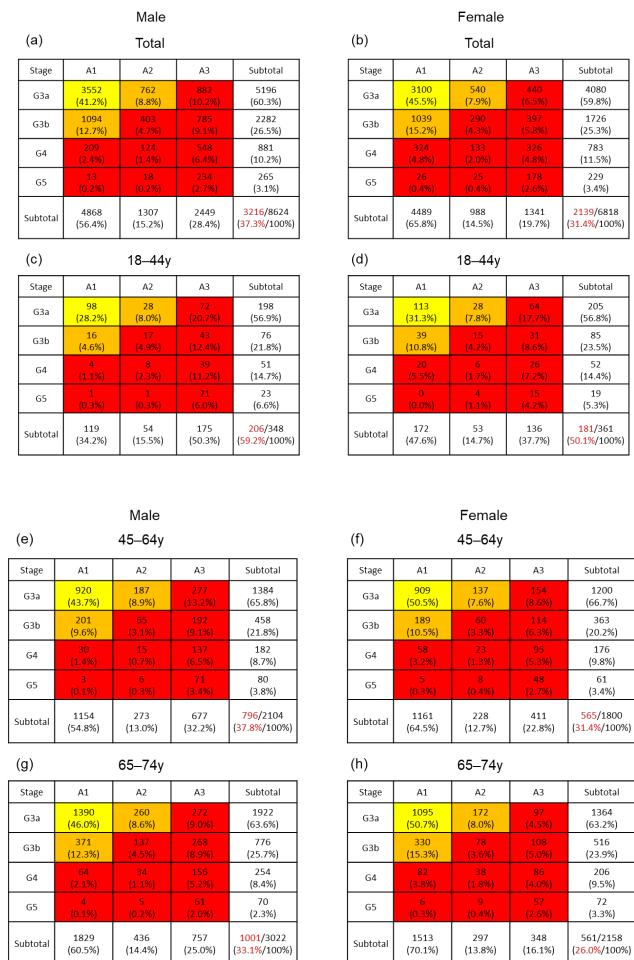 Male
Female
(a)
Total
(b)
Total
Stage A1 A2 A3 Subtotal
G3a 3552 (41.2%) 762 (8.8%) 882 (10.2%) 5196 (60.3%)
G3b 1094 (12.7%) 403 (4.7%) 785 (9.1%) 2282 (26.5%)
G4 209 (2.4%) 124 (1.4%) 548 (6.4%) 881 (10.2%)
G5 13 (0.2%) 18 (0.2%) 234 (2.7%) 265 (3.1%)
Subtotal 4868 (56.4%) 1307 (15.2%) 2449 (28.4%) 3216/8624 (37.3%/100%)
Stage A1 A2 A3 Subtotal
G3a 3100 (45.5%) 540 (7.9%) 440 (6.5%) 4080 (59.8%)
G3b 1039 (15.2%) 290 (4.3%) 397 (5.8%) 1726 (25.3%)
G4 324 (4.8%) 133 (2.0%) 326 (4.8%) 783 (11.5%)
G5 26 (0.4%) 25 (0.4%) 178 (2.6%) 229 (3.4%)
Subtotal 4489 (65.8%) 988 (14.5%) 1341 (19.7%) 2139/6818 (31.4%/100%)
(c)
18–44y
(d)
18–44y
Stage A1 A2 A3 Subtotal
G3a 98 (28.2%) 28 (8.0%) 72 (20.7%) 198 (56.9%)
G3b 16 (4.6%) 17 (4.9%) 43 (12.4%) 76 (21.8%)
G4 4 (1.1%) 8 (2.3%) 39 (11.2%) 51 (14.7%)
G5 1 (0.3%) 1 (0.3%) 21 (6.0%) 23 (6.6%)
Subtotal 119 (34.2%) 54 (15.5%) 175 (50.3%) 206/348 (59.2%/100%)
Stage A1 A2 A3 Subtotal
G3a 113 (31.3%) 28 (7.8%) 64 (17.7%) 205 (56.8%)
G3b 39 (10.8%) 15 (4.2%) 31 (8.6%) 85 (23.5%)
G4 20 (5.5%) 6 (1.7%) 26 (7.2%) 52 (14.4%)
G5 0 (0.0%) 4 (1.1%) 15 (4.2%) 19 (5.3%)
Subtotal 172 (47.6%) 53 (14.7%) 136 (37.7%) 181/361 (50.1%/100%)
Male
Female
(e)
45–64y
(f)
45–64y
Stage A1 A2 A3 Subtotal
G3a 920 (43.7%) 187 (8.9%) 277 (13.2%) 1384 (65.8%)
G3b 201 (9.6%) 65 (3.1%) 192 (9.1%) 458 (21.8%)
G4 30 (1.4%) 15 (0.7%) 137 (6.5%) 182 (8.7%)
G5 3 (0.1%) 6 (0.3%) 71 (3.4%) 80 (3.8%)
Subtotal 1154 (54.8%) 273 (13.0%) 677 (32.2%) 796/2104 (37.8%/100%)
Stage A1 A2 A3 Subtotal
G3a 909 (50.5%) 137 (7.6%) 154 (8.6%) 1200 (66.7%)
G3b 189 (10.5%) 60 (3.3%) 114 (6.3%) 363 (20.2%)
G4 58 (3.2%) 23 (1.3%) 95 (5.3%) 176 (9.8%)
G5 5 (0.3%) 8 (0.4%) 48 (2.7%) 61 (3.4%)
Subtotal 1161 (64.5%) 228 (12.7%) 411 (22.8%) 565/1800 (31.4%/100%)
(g)
65–74y
(h)
65–74y
Stage A1 A2 A3 Subtotal
G3a 1390 (46.0%) 260 (8.6%) 272 (9.0%) 1922 (63.6%)
G3b 371 (12.3%) 137 (4.5%) 268 (8.9%) 776 (25.7%)
G4 64 (2.1%) 34 (1.1%) 156 (5.2%) 254 (8.4%)
G5 4 (0.1%) 5 (0.2%) 61 (2.0%) 70 (2.3%)
Subtotal 1829 (60.5%) 436 (14.4%) 757 (25.0%) 1001/3022 (33.1%/100%)
Stage A1 A2 A3 Subtotal
G3a 1095 (50.7%) 172 (8.0%) 97 (4.5%) 1364 (63.2%)
G3b 330 (15.3%) 78 (3.6%) 108 (5.0%) 516 (23.9%)
G4 82 (3.8%) 38 (1.8%) 86 (4.0%) 206 (9.5%)
G5 6 (0.3%) 9 (0.4%) 57 (2.6%) 72 (3.3%)
Subtotal 1513 (70.1%) 297 (13.8%) 348 (16.1%) 561/2158 (26.0%/100%)